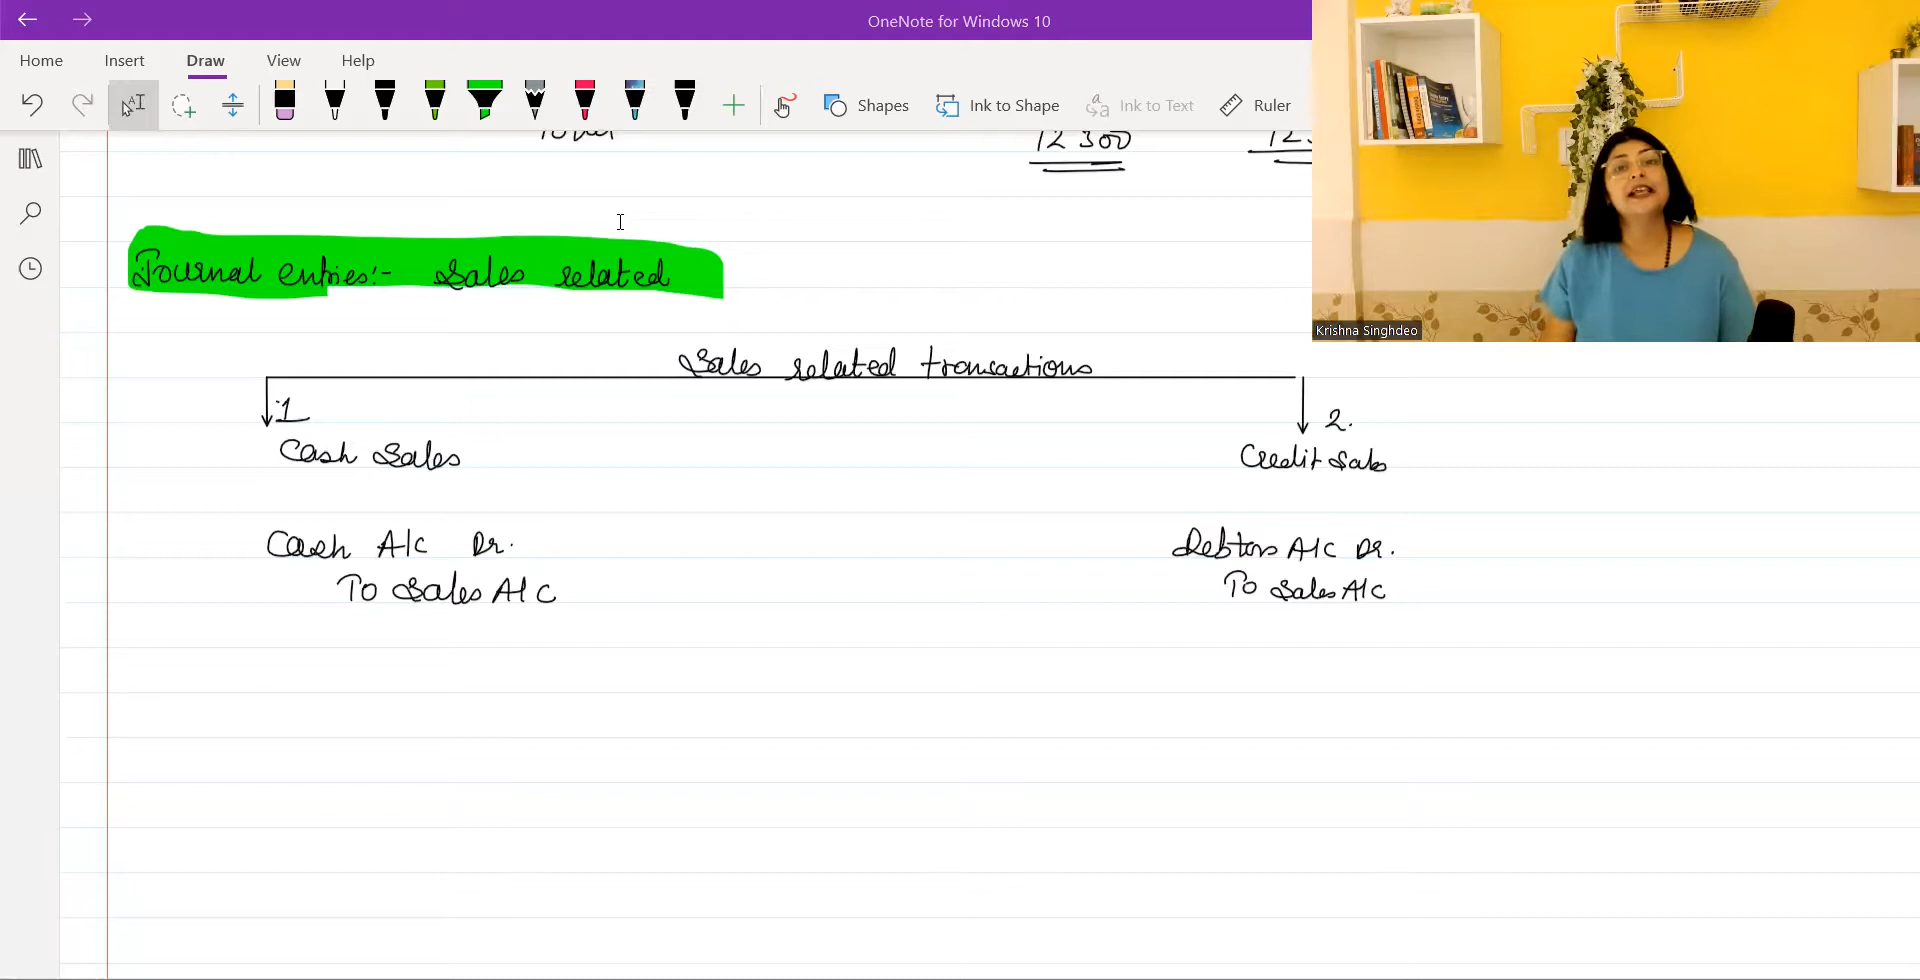 OneNote for Windows 10
Home Insert Draw View Help
Shapes Ink to Shape Ink to Text Ruler
Total 12 300
Journal entries:- Sales related
Krishna Singhdeo
Sales related transactions
1 2.
Cash Sales Credit Sales
Cash A/c Dr. Debtors A/c Dr.
To Sales A/c To Sales A/c